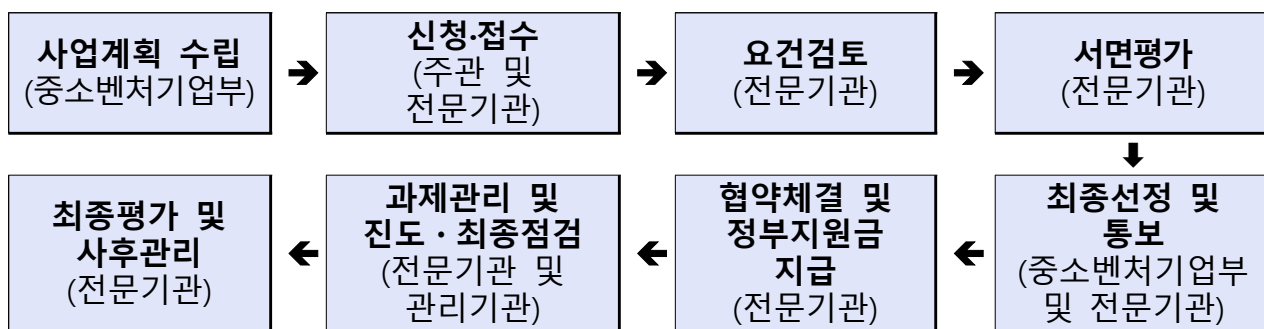 사업계획 수립
(중소벤처기업부)
신청·접수
(주관 및
전문기관)
요건검토
(전문기관)
서면평가
(전문기관)
최종선정 및
통보
(중소벤처기업부
및 전문기관)
협약체결 및
정부지원금
지급
(전문기관)
과제관리 및
진도·최종점검
(전문기관 및
관리기관)
최종평가 및
사후관리
(전문기관)